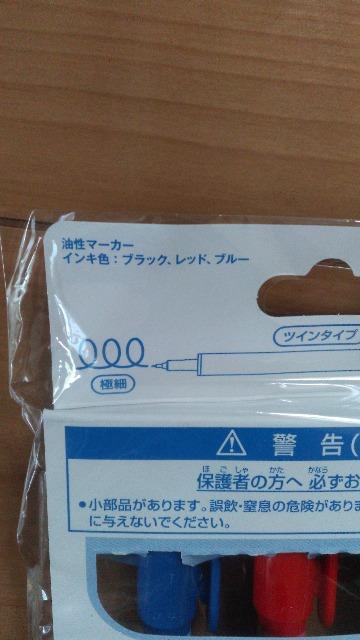 油性マーカー
インキ色：ブラック、レッド、ブルー
ツインタイプ
極細
警告(
ほごしゃ かた かなら
保護者の方へ 必ずお
•小部品があります。誤飲・窒息の危険があ
に与えないでください。